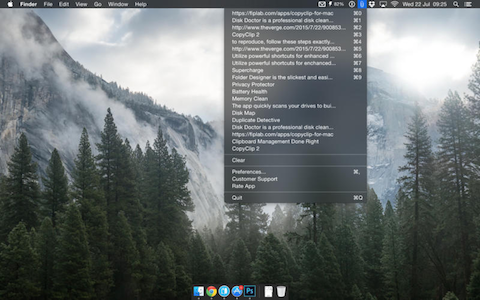 Finder File Edit View Go Window Help 92% Wed 22 Jul 09:25
https://fiplab.com/apps/copyclip-for-mac ⌘0
Disk Doctor is a professional disk clean... ⌘1
http://www.theverge.com/2015/7/22/900853... ⌘2
CopyClip 2 ⌘3
to reproduce, follow these steps exactly... ⌘4
http://www.theverge.com/2015/7/22/900853... ⌘5
Utilize powerful shortcuts for enhanced ... ⌘6
Utilize powerful shortcuts for enchanced... ⌘7
Supercharge ⌘8
Folder Designer is the slickest and easi... ⌘9
Privacy Protector
Battery Health
Memory Clean
The app quickly scans your drives to bui...
Disk Map
Duplicate Detective
Disk Doctor is a professional disk clean...
https://fiplab.com/apps/copyclip-for-mac
Clipboard Management Done Right
CopyClip 2
Clear
Preferences... ⌘,
Customer Support
Rate App
Quit ⌘Q